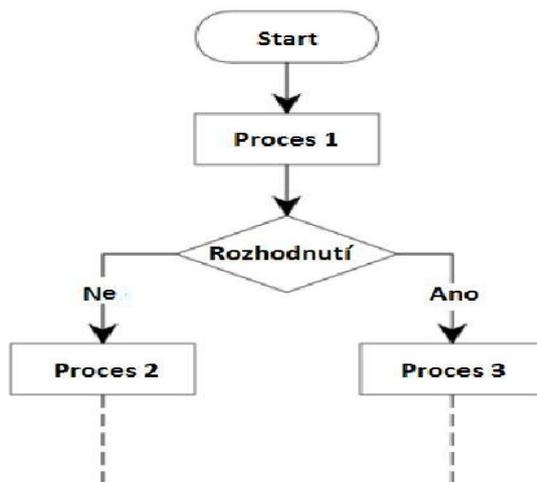 Start
Proces 1
Rozhodnutí
Ne
Ano
Proces 2
Proces 3